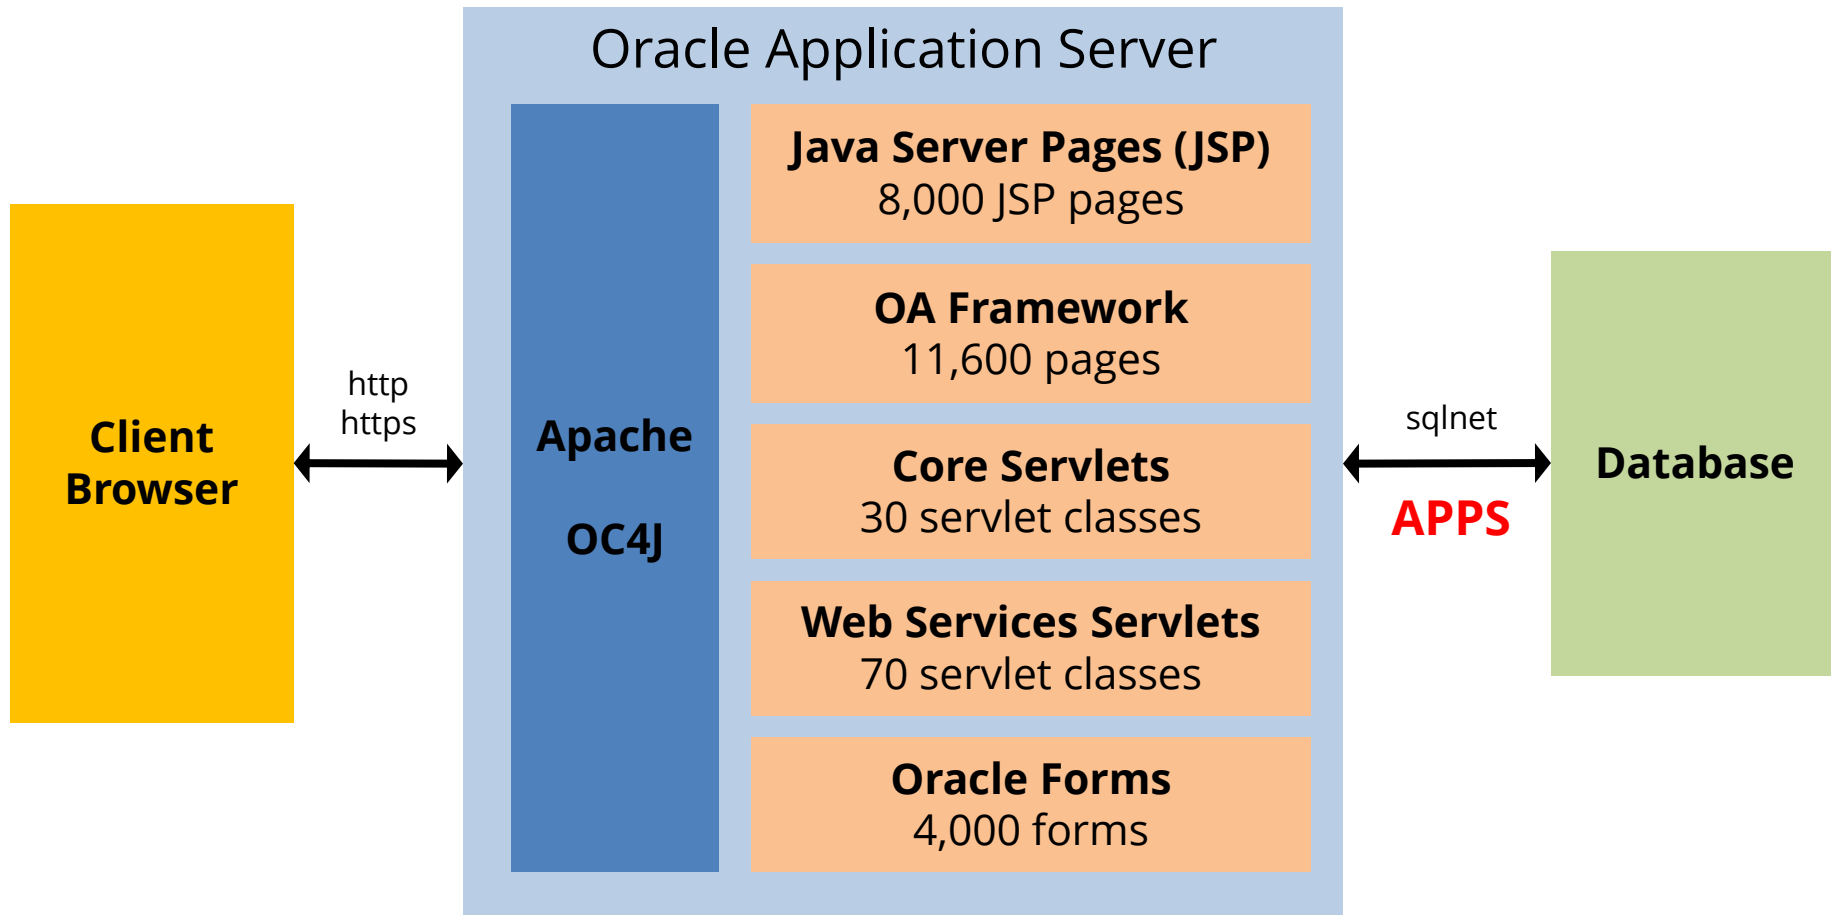 Oracle Application Server
Client
Browser
http
https
Apache
OC4J
Java Server Pages (JSP)
8,000 JSP pages
OA Framework
11,600 pages
Core Servlets
30 servlet classes
Web Services Servlets
70 servlet classes
Oracle Forms
4,000 forms
sqlnet
APPS
Database